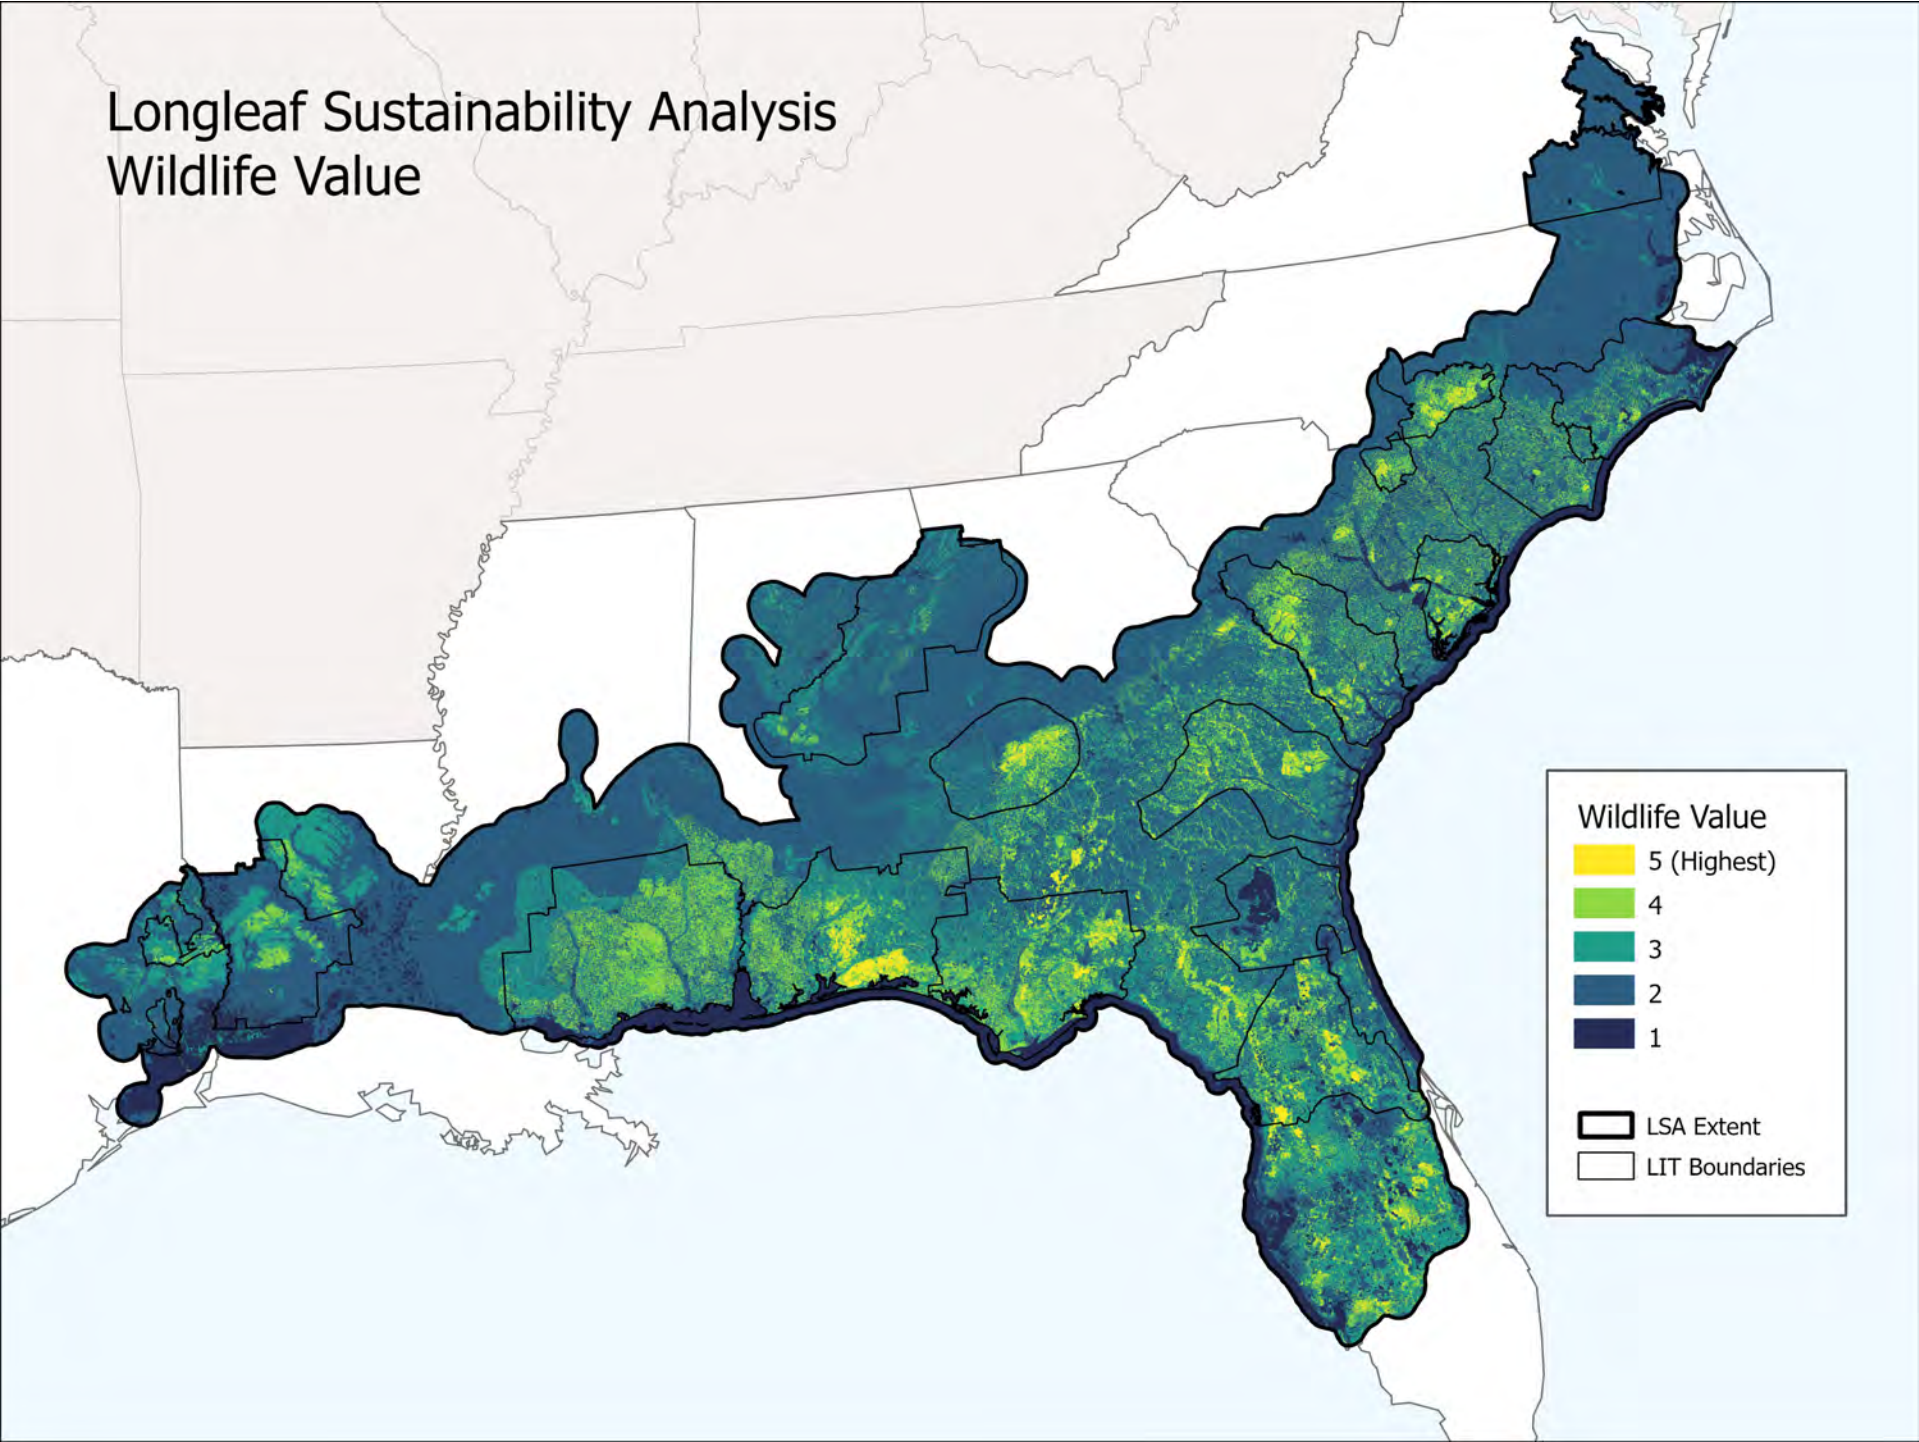 Longleaf Sustainability Analysis
Wildlife Value
Wildlife Value
5 (Highest)
4
3
2
1
LSA Extent
LIT Boundaries